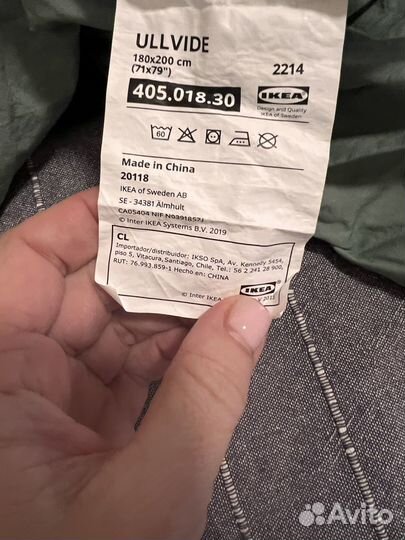 ULLVIDE
180x200 cm
(71x79")
2214
405.018.30
IKEA
Design and Quality
IKEA of Sweden
60
Made in China
20118
IKEA of Sweden AB
SE - 34381 Älmhult
CA05404 NIF N0391857J
© Inter IKEA Systems B.V. 2019
CL
Importador/distribuidor: IKSO SpA, Av. Kennedy 5454,
piso 5, Vitacura, Santiago, Chile, Tel.: 56 2 241 28 900,
RUT: 76.993.859-1 Hecho en: CHINA
IKEA
© Inter IKEA
Avito